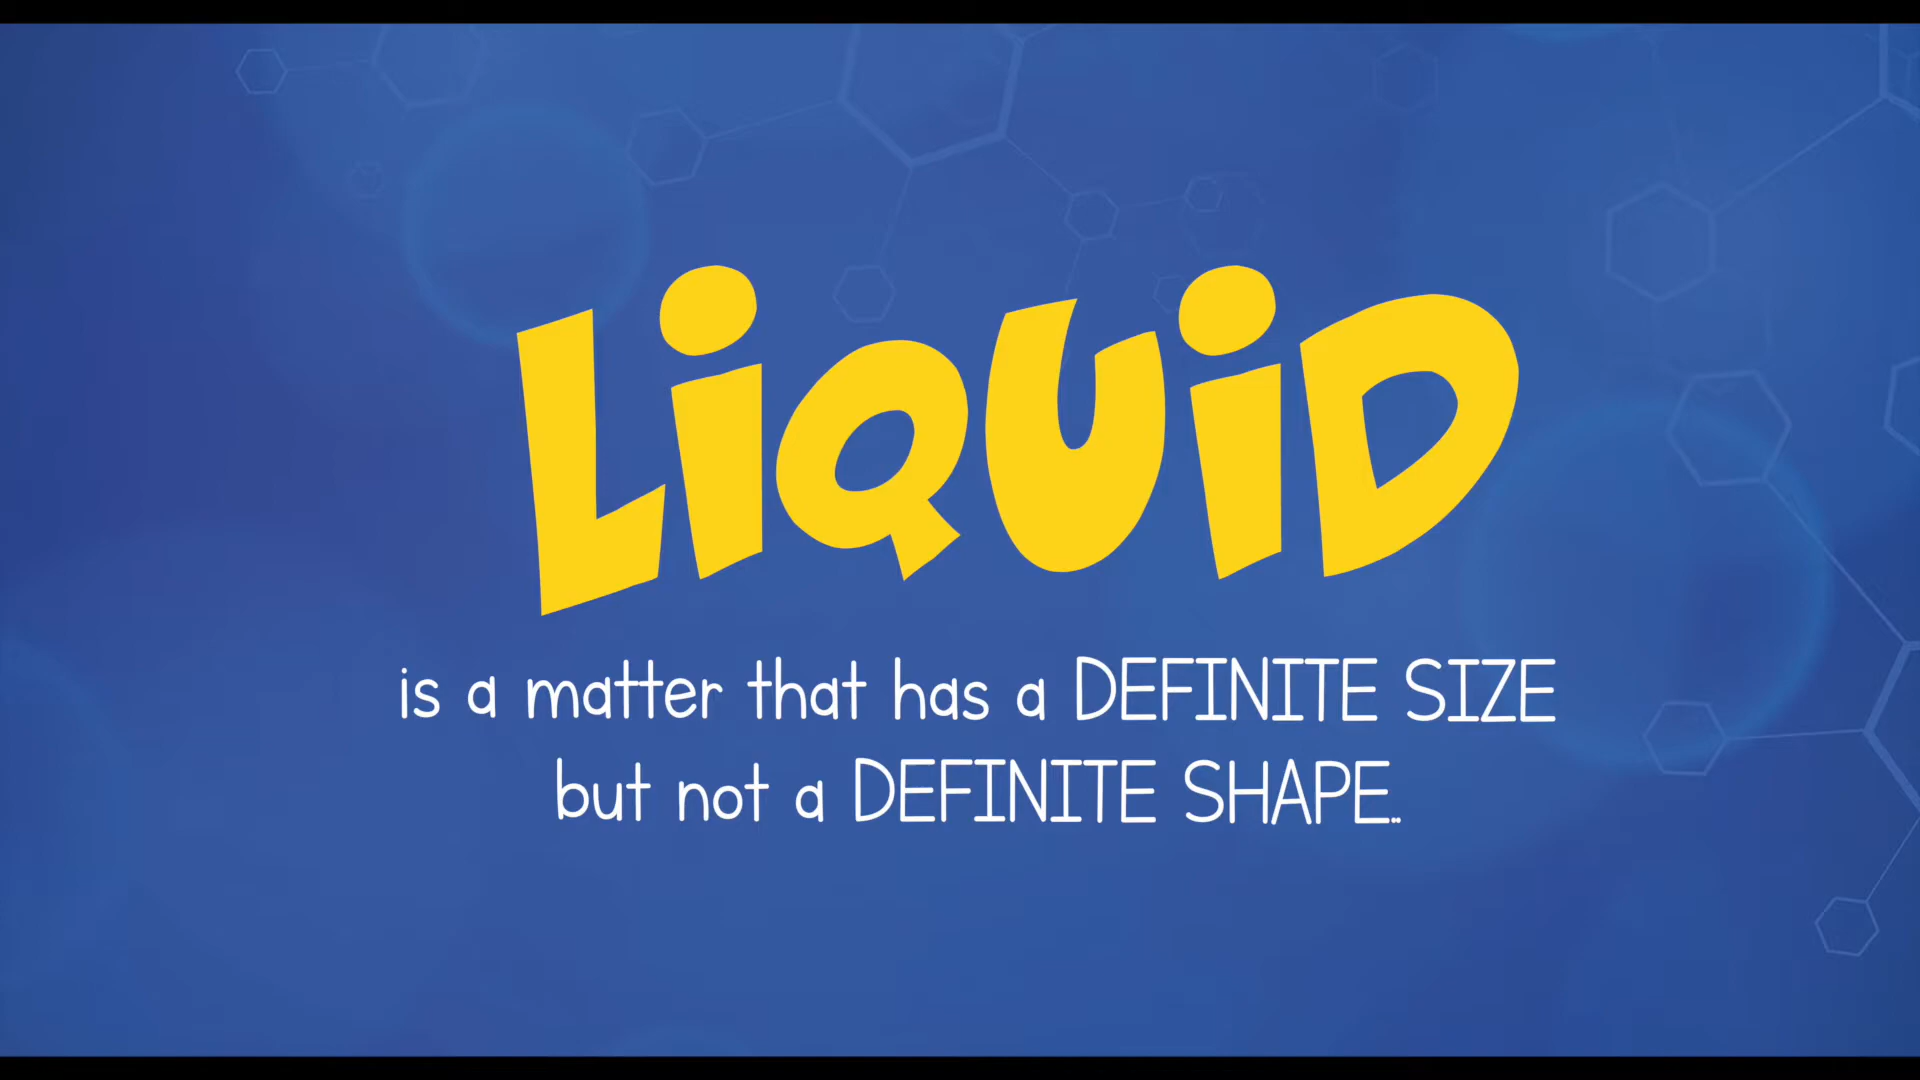 LiQUiD
is a matter that has a DEFINITE SIZE
but not a DEFINITE SHAPE..